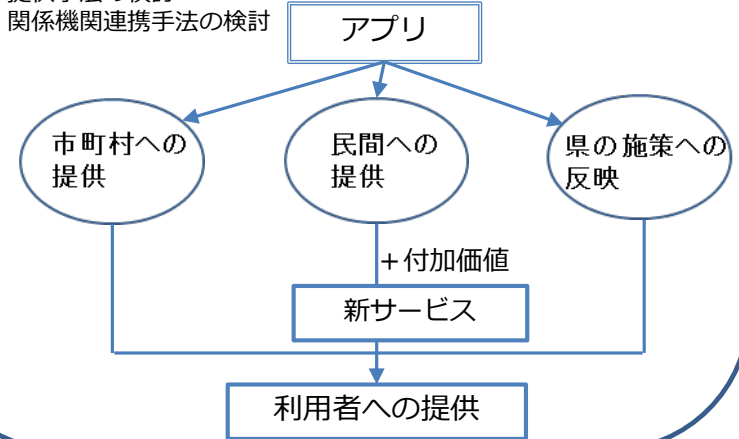 関係機関連携手法の検討
アプリ
市町村への
提供
民間への
提供
県の施策への
反映
＋付加価値
新サービス
利用者への提供